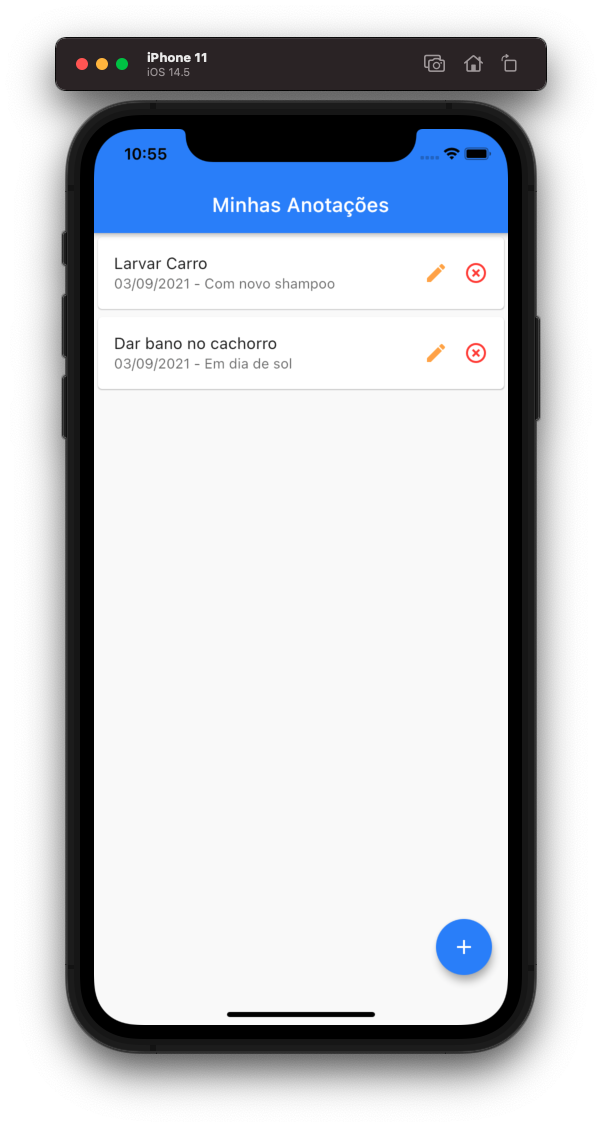 iPhone 11
iOS 14.5
10:55
Minhas Anotações
Larvar Carro
03/09/2021 - Com novo shampoo
Dar bano no cachorro
03/09/2021 - Em dia de sol
+